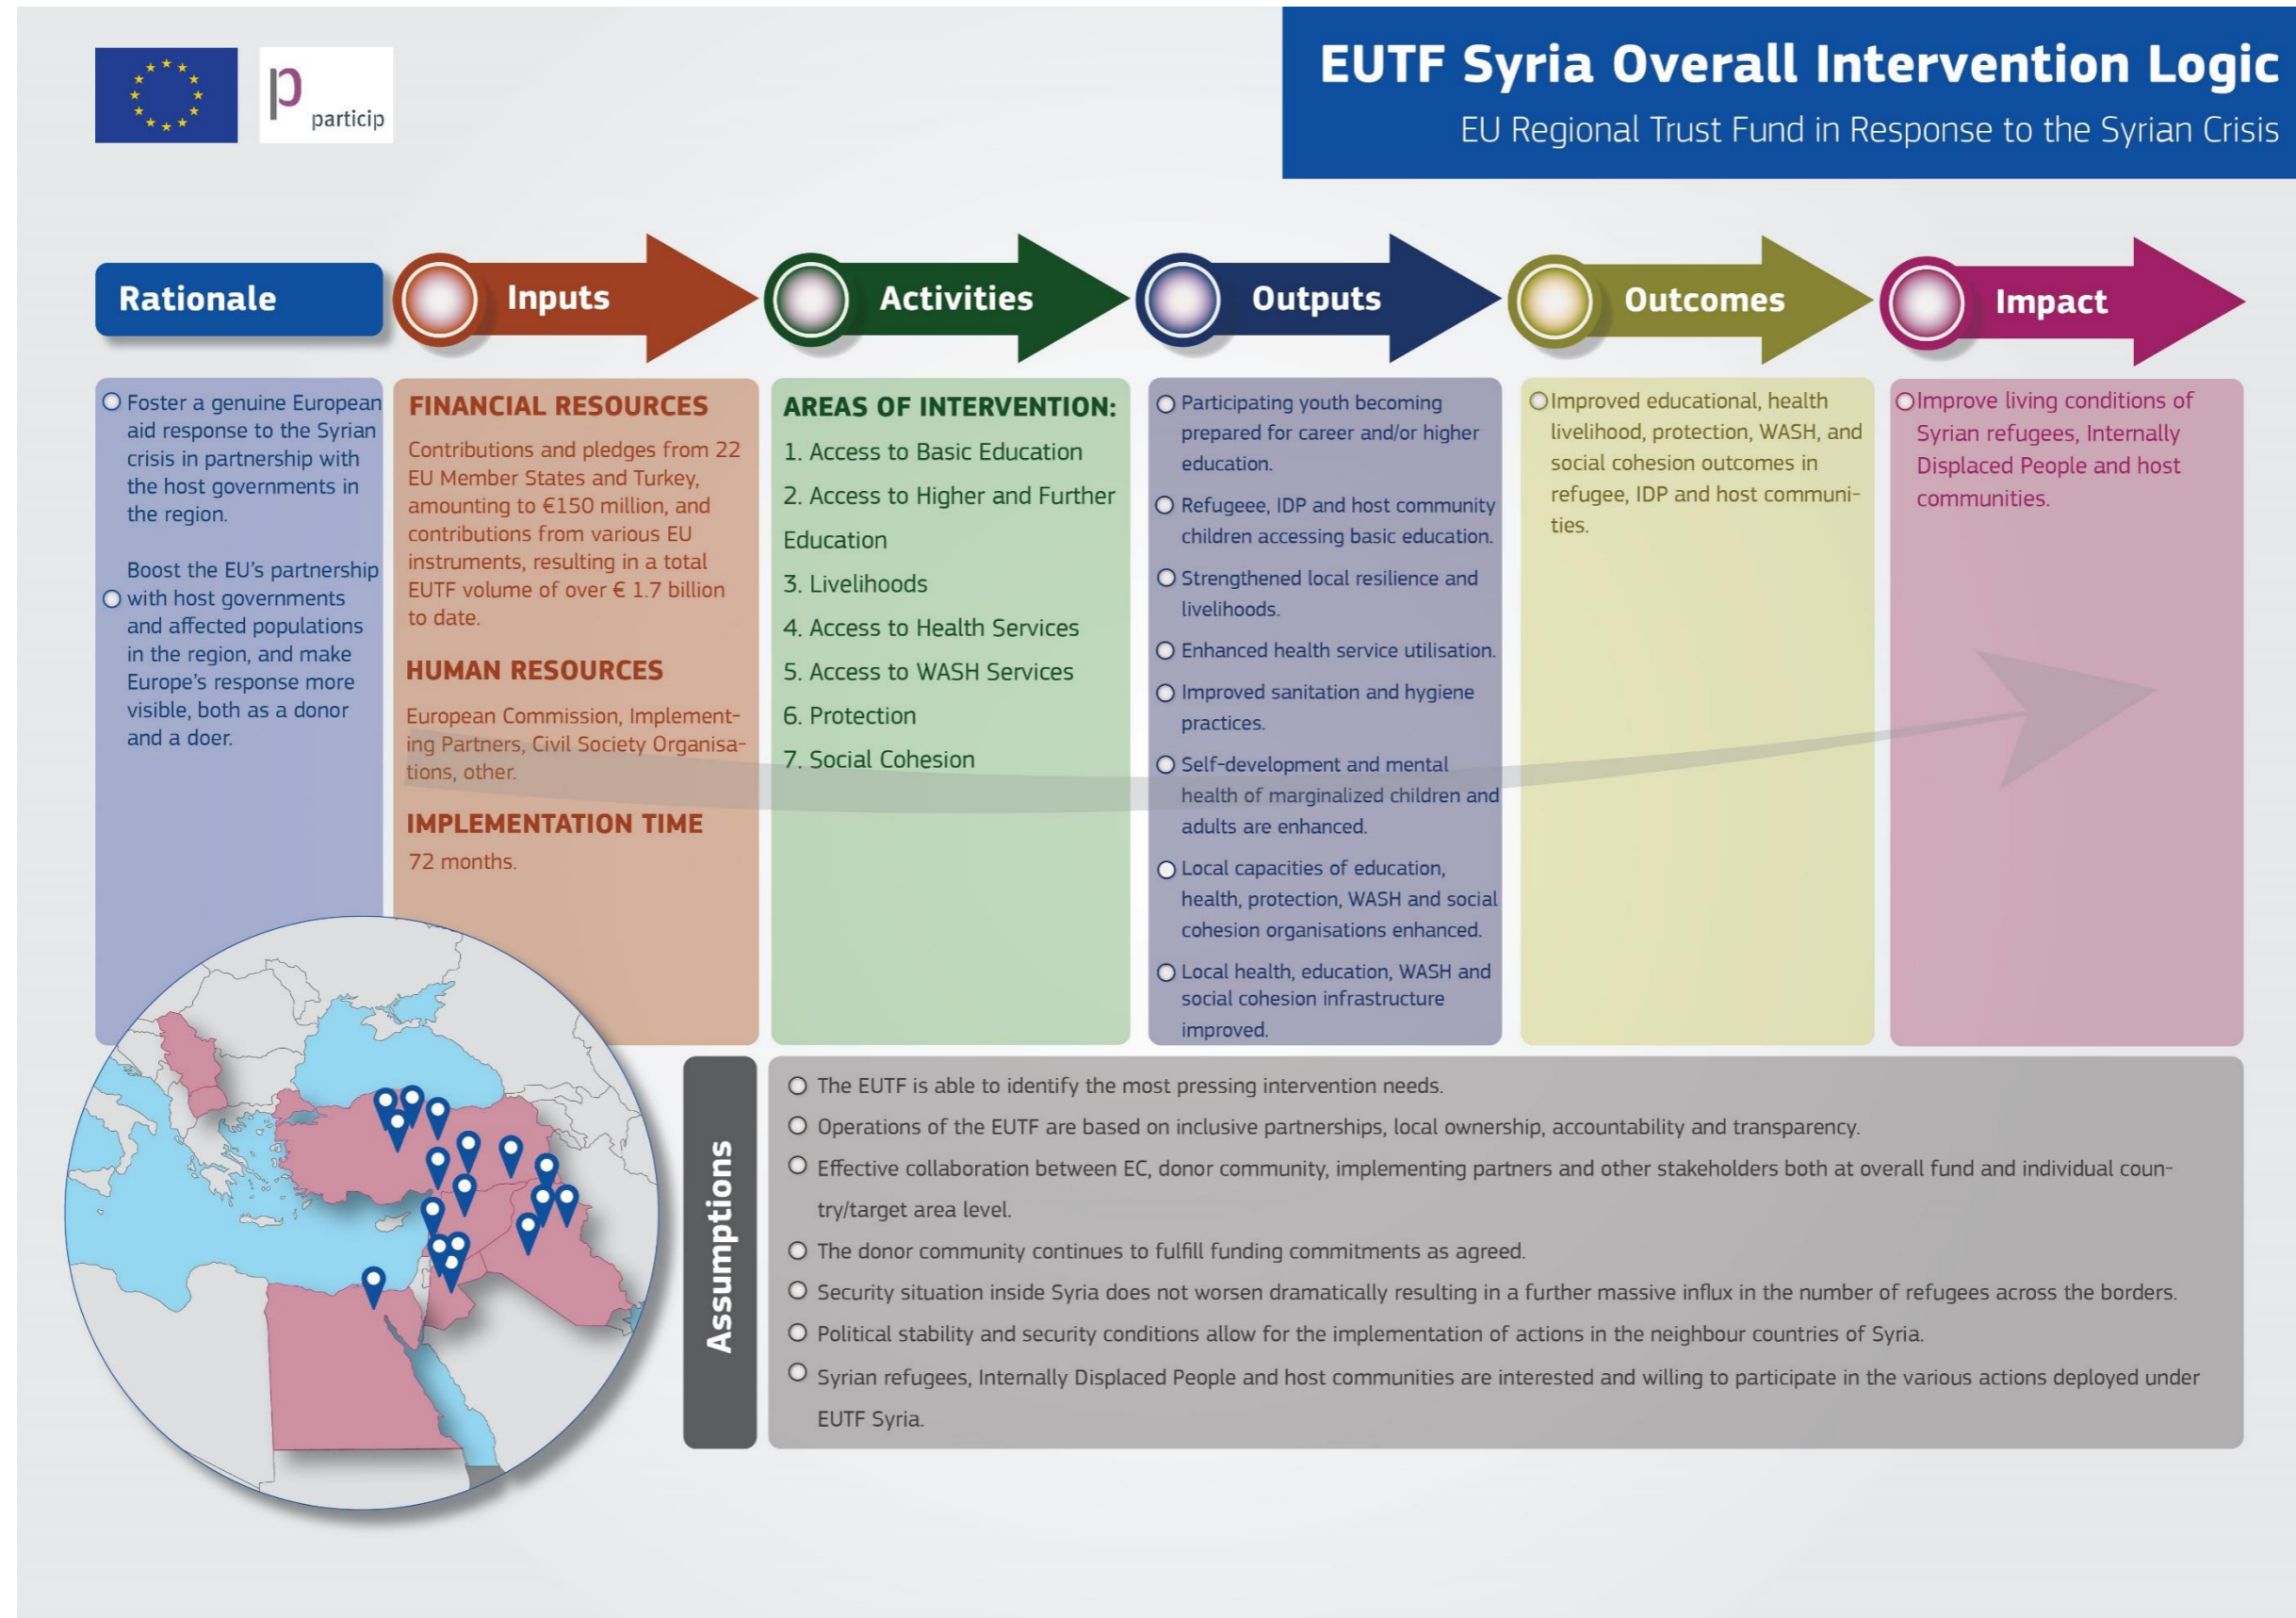 particip
EUTF Syria Overall Intervention Logic
EU Regional Trust Fund in Response to the Syrian Crisis
Rationale
Foster a genuine European
aid response to the Syrian
crisis in partnership with
the host governments in
the region.
Boost the EU's partnership
with host governments
and affected populations
in the region, and make
Europe's response more
visible, both as a donor
and a doer.
Inputs
FINANCIAL RESOURCES
Contributions and pledges from 22
EU Member States and Turkey,
amounting to €150 million, and
contributions from various EU
instruments, resulting in a total
EUTF volume of over € 1.7 billion
to date.
HUMAN RESOURCES
European Commission, Implement-
ing Partners, Civil Society Organisa-
tions, other.
IMPLEMENTATION TIME
72 months.
Activities
AREAS OF INTERVENTION:
1. Access to Basic Education
2. Access to Higher and Further
Education
3. Livelihoods
4. Access to Health Services
5. Access to WASH Services
6. Protection
7. Social Cohesion
Outputs
Participating youth becoming
prepared for career and/or higher
education.
Refugeee, IDP and host community
children accessing basic education.
Strengthened local resilience and
livelihoods.
Enhanced health service utilisation.
Improved sanitation and hygiene
practices.
Self-development and mental
health of marginalized children and
adults are enhanced.
Local capacities of education,
health, protection, WASH and social
cohesion organisations enhanced.
Local health, education, WASH and
social cohesion infrastructure
improved.
Outcomes
Improved educational, health
livelihood, protection, WASH, and
social cohesion outcomes in
refugee, IDP and host communi-
ties.
Impact
Improve living conditions of
Syrian refugees, Internally
Displaced People and host
communities.
Assumptions
The EUTF is able to identify the most pressing intervention needs.
Operations of the EUTF are based on inclusive partnerships, local ownership, accountability and transparency.
Effective collaboration between EC, donor community, implementing partners and other stakeholders both at overall fund and individual coun-
try/target area level.
The donor community continues to fulfill funding commitments as agreed.
Security situation inside Syria does not worsen dramatically resulting in a further massive influx in the number of refugees across the borders.
Political stability and security conditions allow for the implementation of actions in the neighbour countries of Syria.
Syrian refugees, Internally Displaced People and host communities are interested and willing to participate in the various actions deployed under
EUTF Syria.